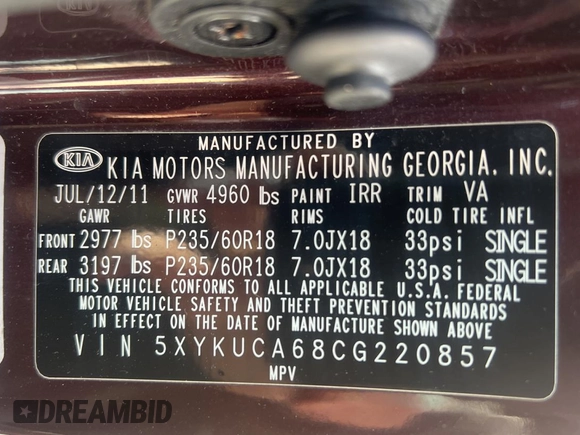 MANUFACTURED BY
KIA KIA MOTORS MANUFACTURING GEORGIA, INC.
JUL/12/11 GVWR 4960 lbs PAINT IRR TRIM VA
GAWR TIRES RIMS COLD TIRE INFL
FRONT 2977 lbs P235/60R18 7.0JX18 33psi SINGLE
REAR 3197 lbs P235/60R18 7.0JX18 33psi SINGLE
THIS VEHICLE CONFORMS TO ALL APPLICABLE U.S.A. FEDERAL
MOTOR VEHICLE SAFETY AND THEFT PREVENTION STANDARDS
IN EFFECT ON THE DATE OF MANUFACTURE SHOWN ABOVE
VIN 5XYKUCA68CG220857
MPV
DREAMBID